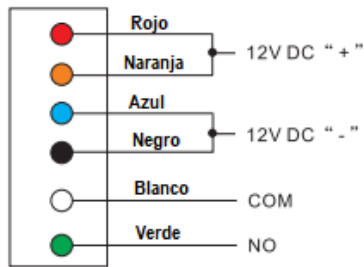 Rojo
12V DC “ + ”
Naranja
Azul
12V DC “ - ”
Negro
Blanco
COM
Verde
NO